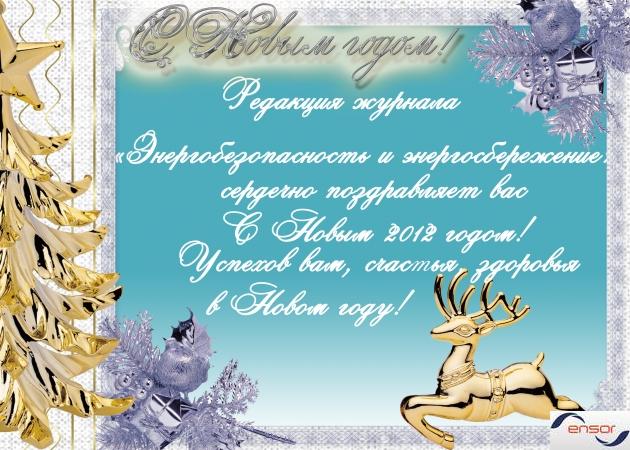 С Новым годом!
Редакция журнала
«Энергобезопасность и энергосбережение»
сердечно поздравляет вас
С Новым 2012 годом!
Успехов вам, счастья, здоровья
в Новом году!
ensor